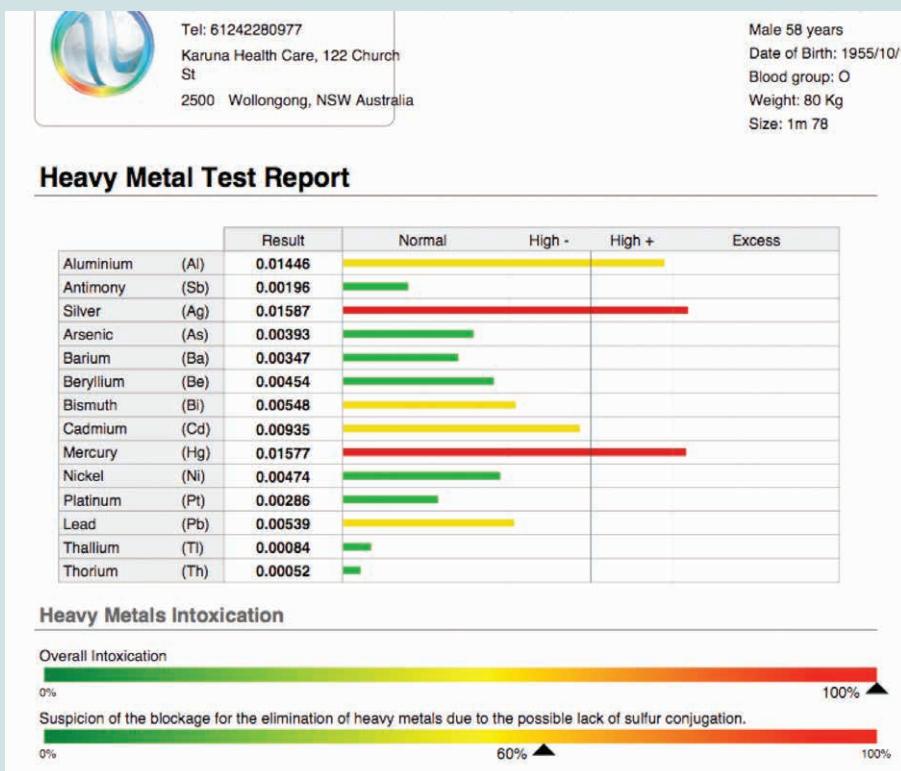 Tel: 61242280977
Karuna Health Care, 122 Church
St
2500 Wollongong, NSW Australia
Male 58 years
Date of Birth: 1955/10/
Blood group: O
Weight: 80 Kg
Size: 1m 78
Heavy Metal Test Report
Result Normal High - High + Excess
Aluminium (Al) 0.01446
Antimony (Sb) 0.00196
Silver (Ag) 0.01587
Arsenic (As) 0.00393
Barium (Ba) 0.00347
Beryllium (Be) 0.00454
Bismuth (Bi) 0.00548
Cadmium (Cd) 0.00935
Mercury (Hg) 0.01577
Nickel (Ni) 0.00474
Platinum (Pt) 0.00286
Lead (Pb) 0.00539
Thallium (Tl) 0.00084
Thorium (Th) 0.00052
Heavy Metals Intoxication
Overall Intoxication
0% 100%
Suspicion of the blockage for the elimination of heavy metals due to the possible lack of sulfur conjugation.
0% 60% 100%